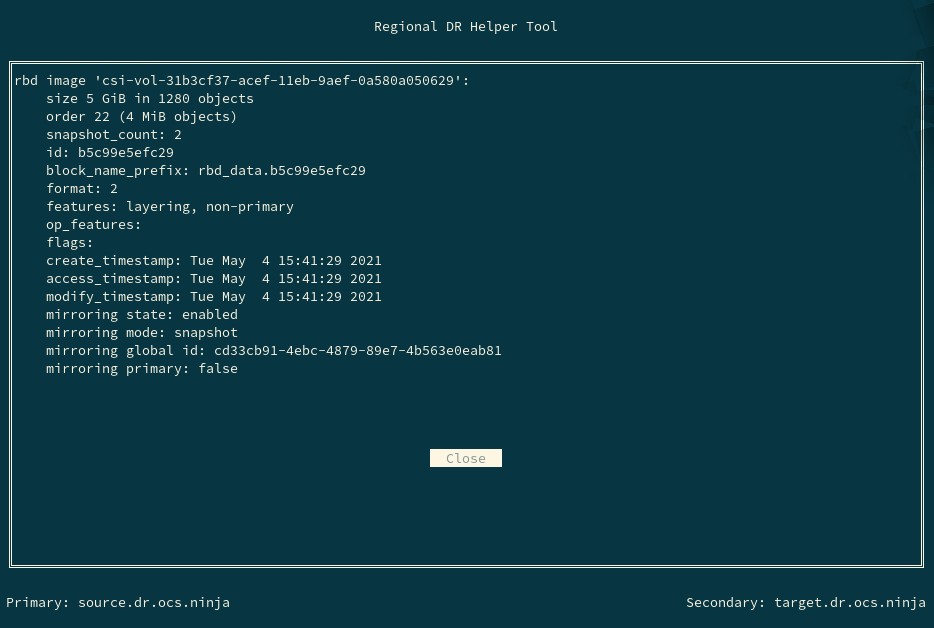 Regional DR Helper Tool
rbd image 'csi-vol-31b3cf37-acef-11eb-9aef-0a580a050629':
size 5 GiB in 1280 objects
order 22 (4 MiB objects)
snapshot_count: 2
id: b5c99e5efc29
block_name_prefix: rbd_data.b5c99e5efc29
format: 2
features: layering, non-primary
op_features:
flags:
create_timestamp: Tue May  4 15:41:29 2021
access_timestamp: Tue May  4 15:41:29 2021
modify_timestamp: Tue May  4 15:41:29 2021
mirroring state: enabled
mirroring mode: snapshot
mirroring global id: cd33cb91-4ebc-4879-89e7-4b563e0eab81
mirroring primary: false
Close
Primary: source.dr.ocs.ninja
Secondary: target.dr.ocs.ninja